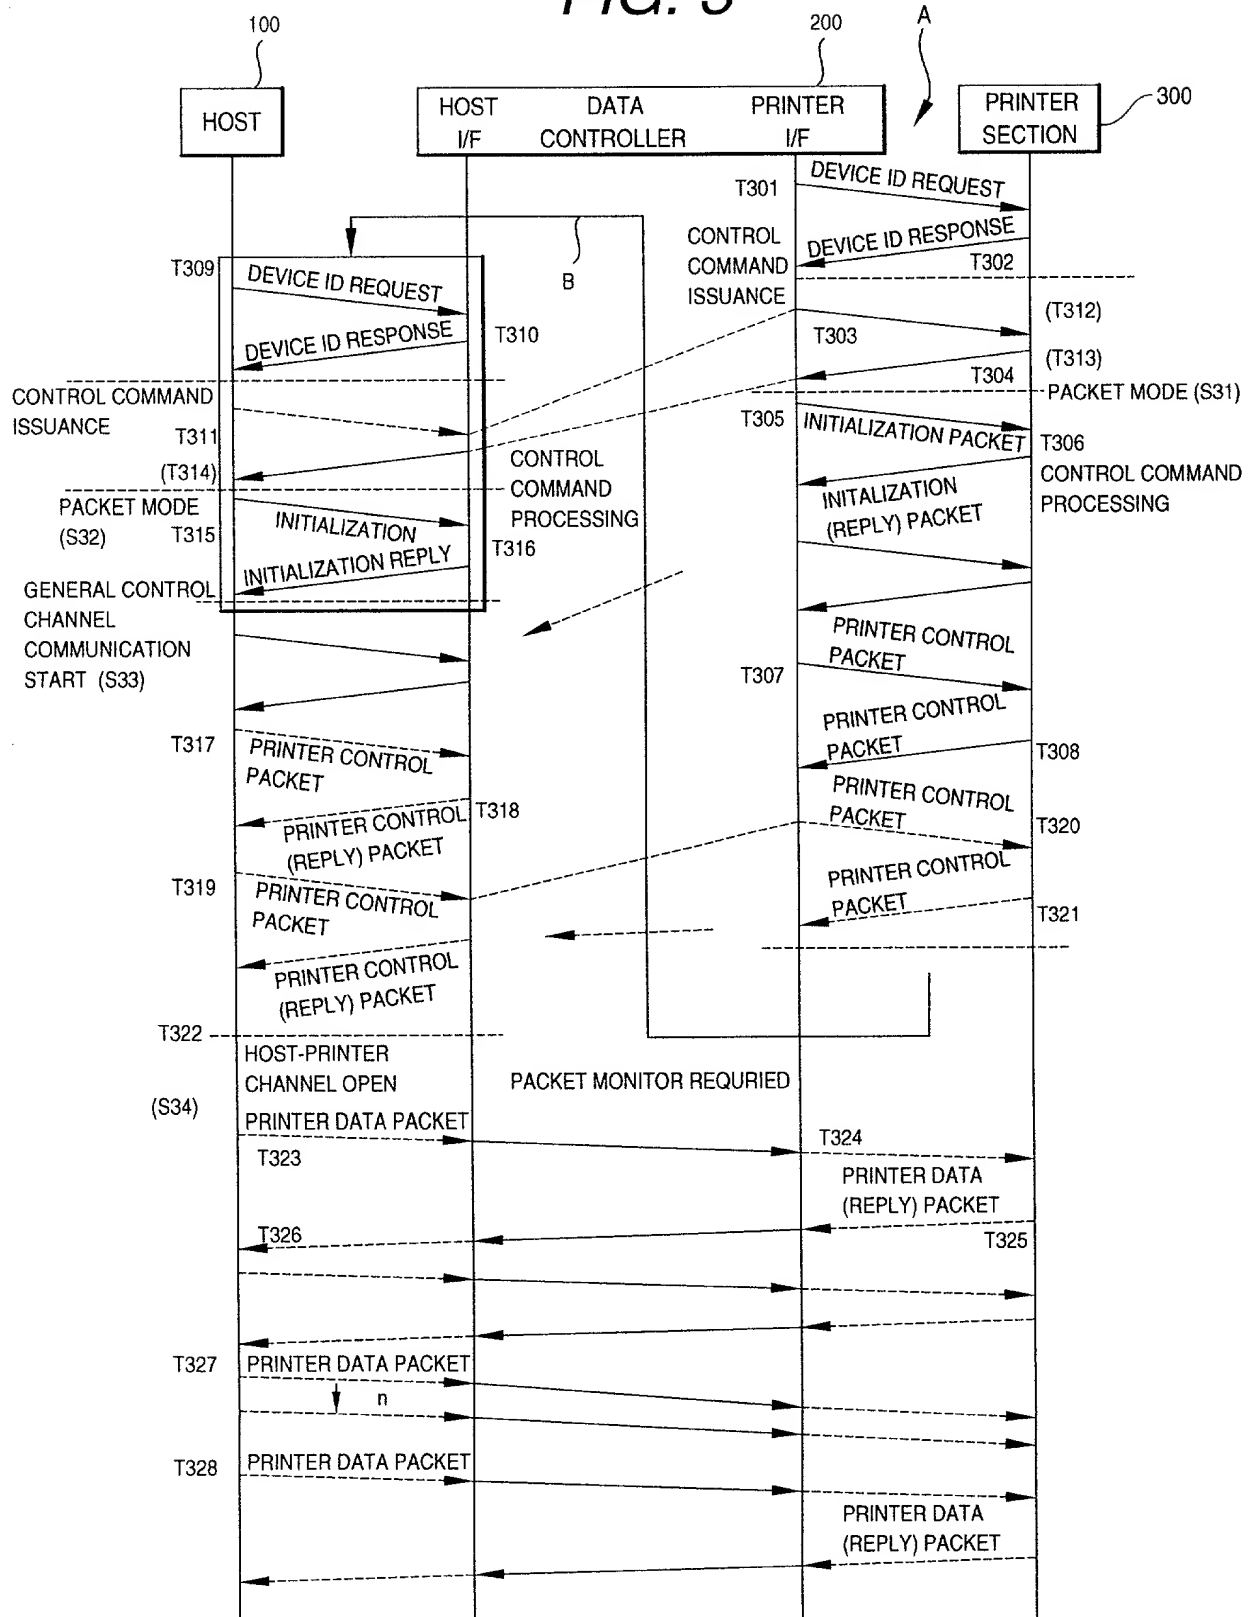 FIG. 3
100
200
A
HOST
HOST I/F
DATA CONTROLLER
PRINTER I/F
PRINTER SECTION
300
T301
DEVICE ID REQUEST
DEVICE ID RESPONSE
T302
CONTROL
COMMAND
ISSUANCE
B
T309
DEVICE ID REQUEST
DEVICE ID RESPONSE
T310
(T312)
T303
(T313)
T304
PACKET MODE (S31)
CONTROL COMMAND
ISSUANCE
T311
(T314)
T305
INITIALIZATION PACKET
T306
CONTROL COMMAND
PROCESSING
CONTROL
COMMAND
PROCESSING
INITALIZATION
(REPLY) PACKET
PACKET MODE
(S32)
T315
INITIALIZATION
T316
INITIALIZATION REPLY
GENERAL CONTROL
CHANNEL
COMMUNICATION
START (S33)
PRINTER CONTROL
PACKET
T307
PRINTER CONTROL
PACKET
T308
T317
PRINTER CONTROL
PACKET
T318
PRINTER CONTROL
(REPLY) PACKET
PRINTER CONTROL
PACKET
T320
T319
PRINTER CONTROL
PACKET
PRINTER CONTROL
PACKET
T321
PRINTER CONTROL
(REPLY) PACKET
T322
HOST-PRINTER
CHANNEL OPEN
PACKET MONITOR REQURIED
(S34)
PRINTER DATA PACKET
T323
T324
PRINTER DATA
(REPLY) PACKET
T325
T326
T327
PRINTER DATA PACKET
n
T328
PRINTER DATA PACKET
PRINTER DATA
(REPLY) PACKET